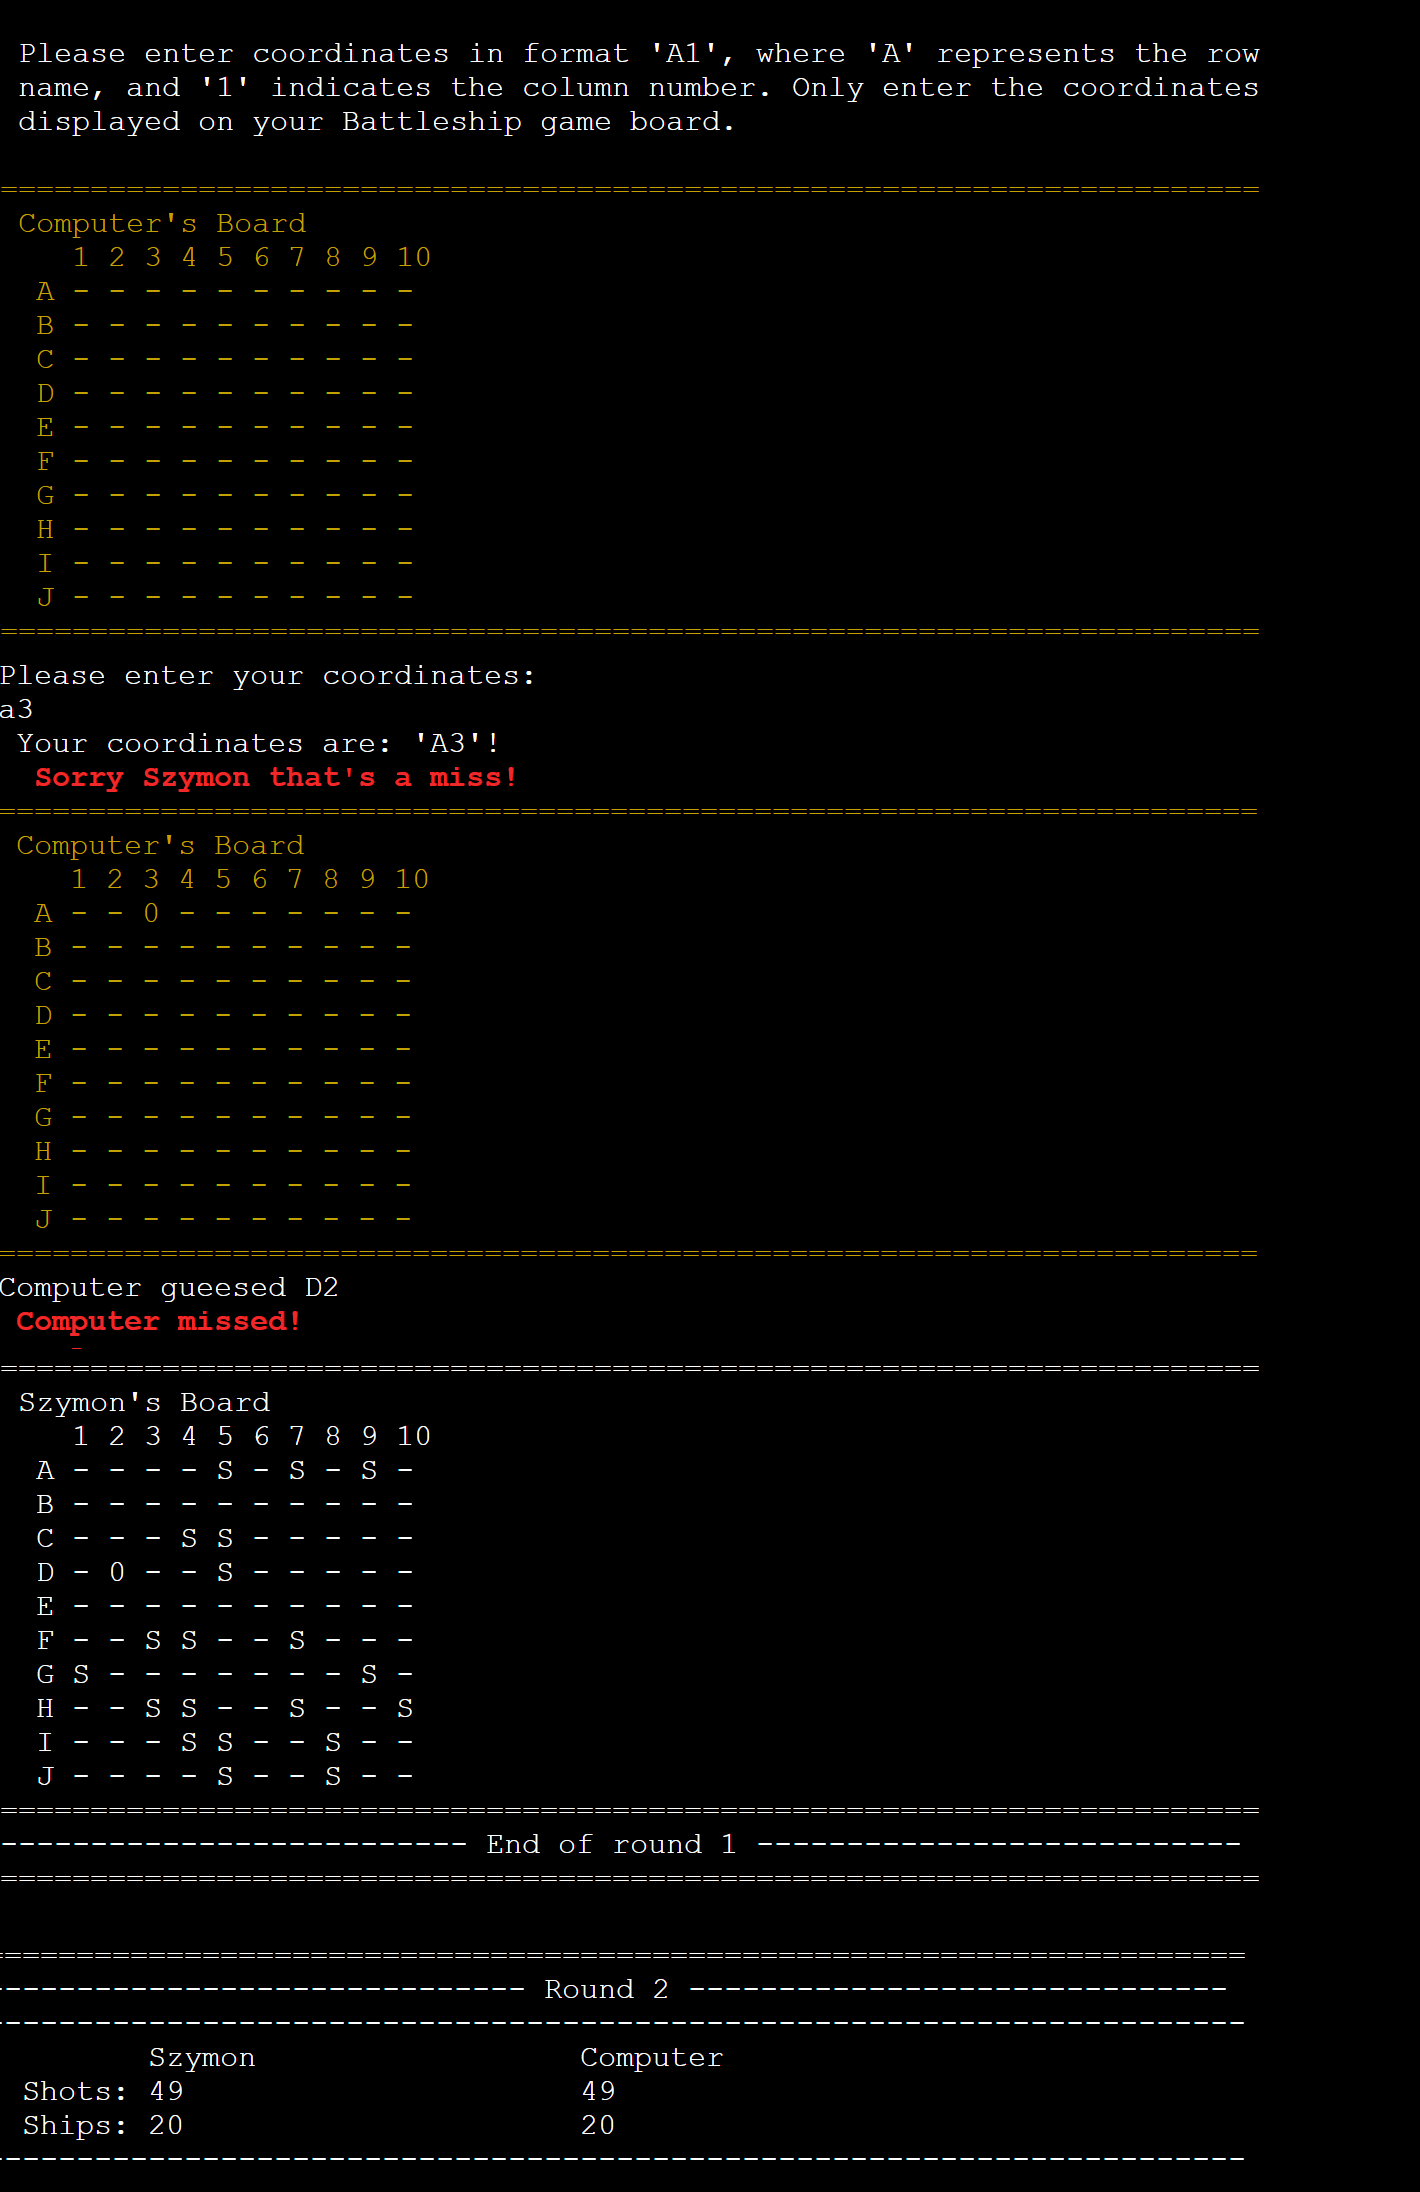 Please enter coordinates in format 'A1', where 'A' represents the row
name, and '1' indicates the column number. Only enter the coordinates
displayed on your Battleship game board.
======================================================================
Computer's Board
1 2 3 4 5 6 7 8 9 10
A - - - - - - - - - -
B - - - - - - - - - -
C - - - - - - - - - -
D - - - - - - - - - -
E - - - - - - - - - -
F - - - - - - - - - -
G - - - - - - - - - -
H - - - - - - - - - -
I - - - - - - - - - -
J - - - - - - - - - -
======================================================================
Please enter your coordinates:
a3
Your coordinates are: 'A3'!
Sorry Szymon that's a miss!
======================================================================
Computer's Board
1 2 3 4 5 6 7 8 9 10
A - - 0 - - - - - - -
B - - - - - - - - - -
C - - - - - - - - - -
D - - - - - - - - - -
E - - - - - - - - - -
F - - - - - - - - - -
G - - - - - - - - - -
H - - - - - - - - - -
I - - - - - - - - - -
J - - - - - - - - - -
======================================================================
Computer gueesed D2
Computer missed!
======================================================================
Szymon's Board
1 2 3 4 5 6 7 8 9 10
A - - - - S - S - S -
B - - - - - - - - - -
C - - - S S - - - - -
D - 0 - - S - - - - -
E - - - - - - - - - -
F - - S S - - S - - -
G S - - - - - - - S -
H - - S S - - S - - S
I - - - S S - - S - -
J - - - - S - - S - -
======================================================================
-------------------------- End of round 1 ---------------------------
======================================================================
======================================================================
------------------------------ Round 2 ------------------------------
----------------------------------------------------------------------
Szymon Computer
Shots: 49 49
Ships: 20 20
----------------------------------------------------------------------